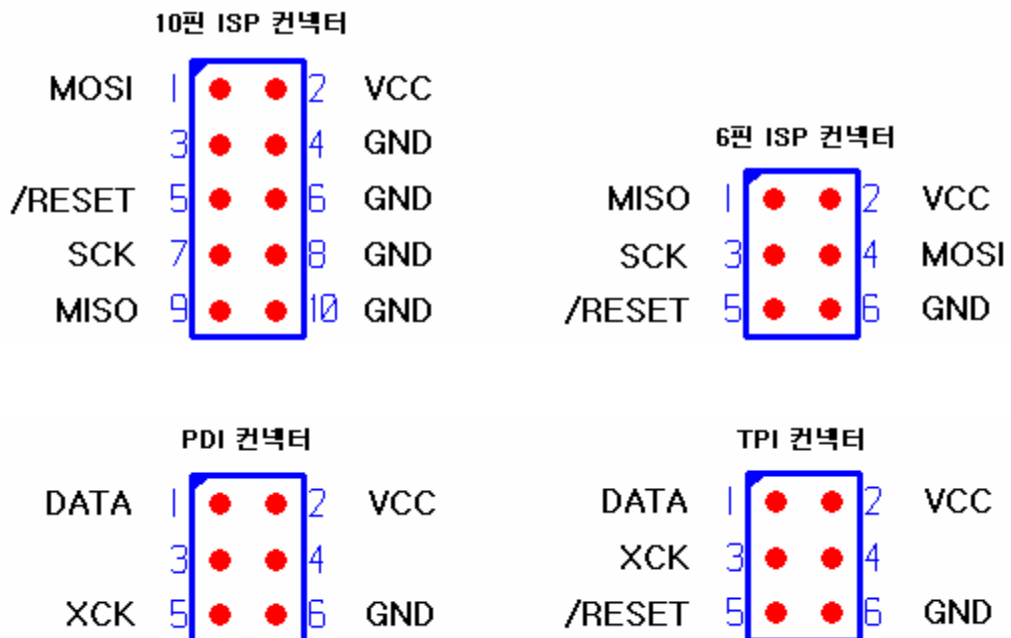 10핀 ISP 컨넥터
MOSI 1 2 VCC
3 4 GND
/RESET 5 6 GND
SCK 7 8 GND
MISO 9 10 GND
6핀 ISP 컨넥터
MISO 1 2 VCC
SCK 3 4 MOSI
/RESET 5 6 GND
PDI 컨넥터
DATA 1 2 VCC
3 4
XCK 5 6 GND
TPI 컨넥터
DATA 1 2 VCC
XCK 3 4
/RESET 5 6 GND